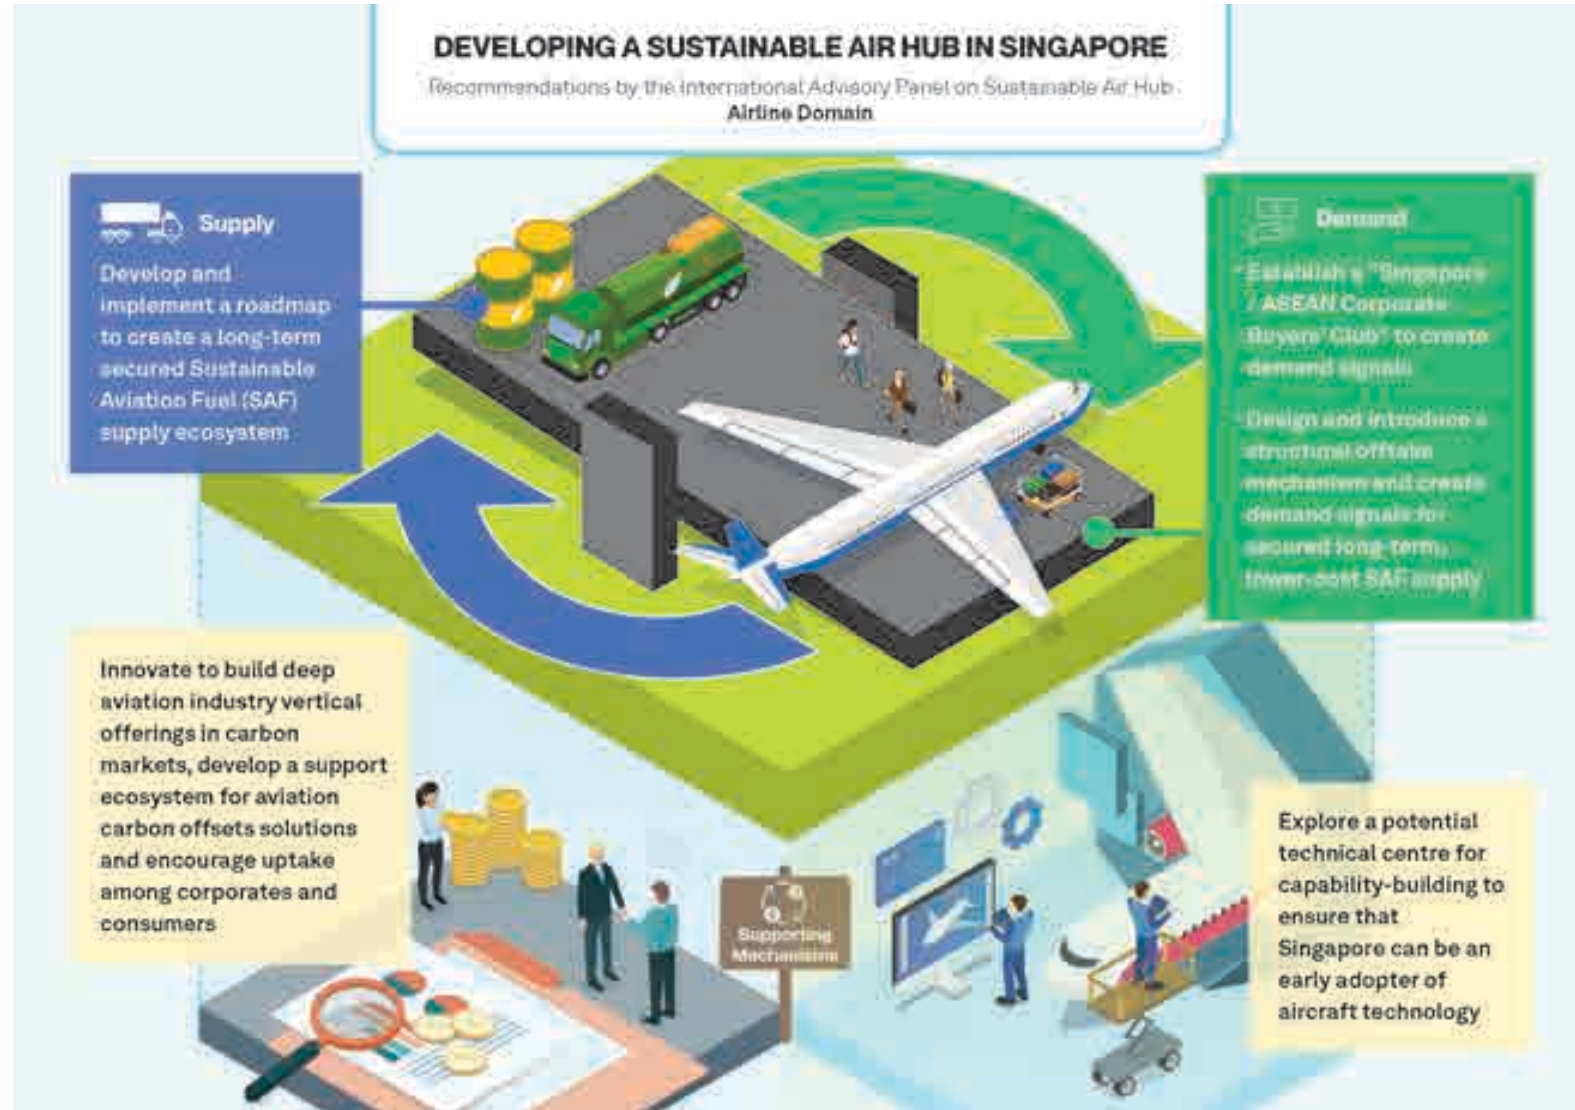 DEVELOPING A SUSTAINABLE AIR HUB IN SINGAPORE
Recommendations by the International Advisory Panel on Sustainable Air Hub
Airline Domain
Supply
Develop and
implement a roadmap
to create a long-term
secured Sustainable
Aviation Fuel (SAF)
supply ecosystem
Demand
Establish a "Singapore
/ ASEAN Corporate
Buyers' Club" to create
demand signals
Design and introduce a
structural offtake
mechanism and create
demand signals for
secured long-term,
lower-cost SAF supply
Innovate to build deep
aviation industry vertical
offerings in carbon
markets, develop a support
ecosystem for aviation
carbon offsets solutions
and encourage uptake
among corporates and
consumers
Supporting
Mechanisms
Explore a potential
technical centre for
capability-building to
ensure that
Singapore can be an
early adopter of
aircraft technology